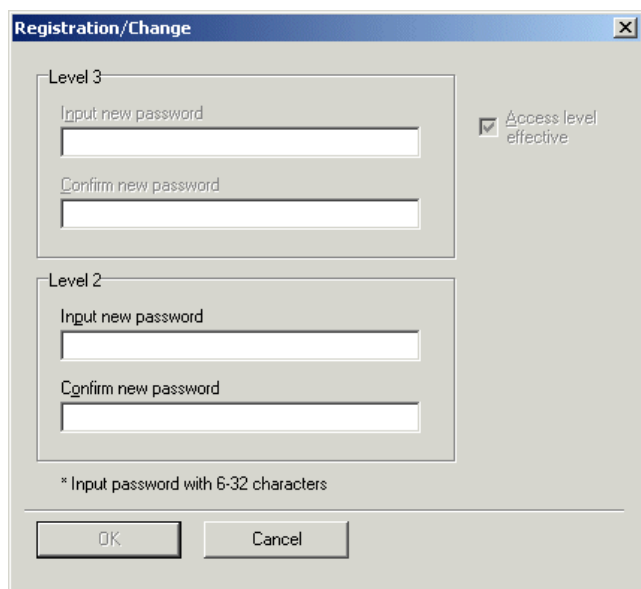 Registration/Change
Level 3
Input new password
Access level
effective
Confirm new password
Level 2
Input new password
Confirm new password
* Input password with 6-32 characters
OK
Cancel